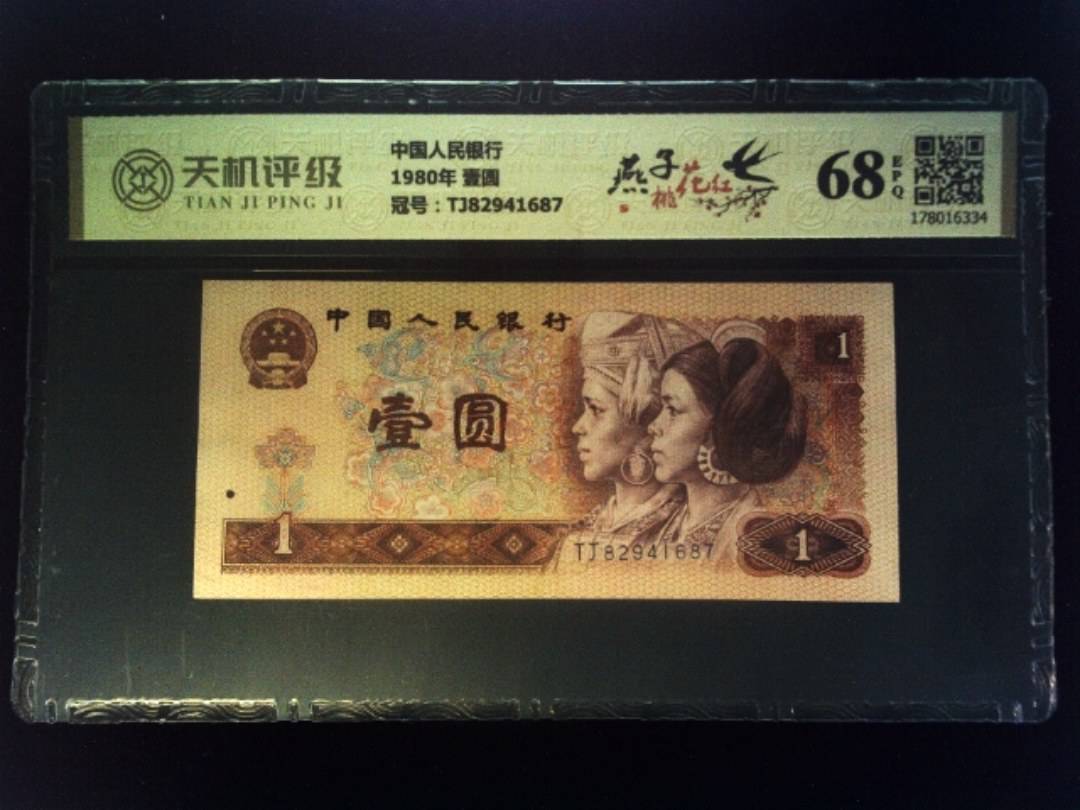 天机评级
TIAN JI PING JI
中国人民银行
1980年 壹圆
冠号：TJ82941687
燕子
桃花红
68
EPQ
178016334
中国人民银行
壹圆
1
1
TJ82941687
1